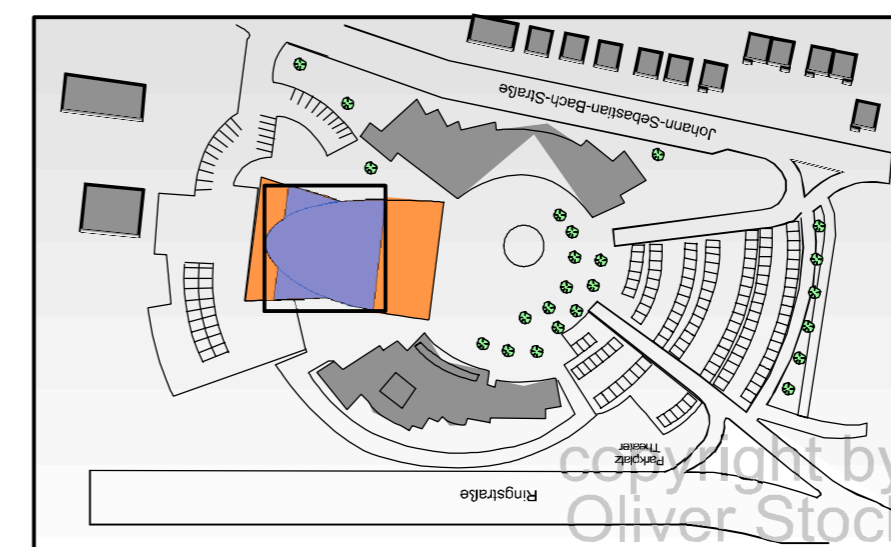 Johann-Sebastian-Bach-Straße
Parkplatz
Theater
Ringstraße
copyright by
Oliver Stoc